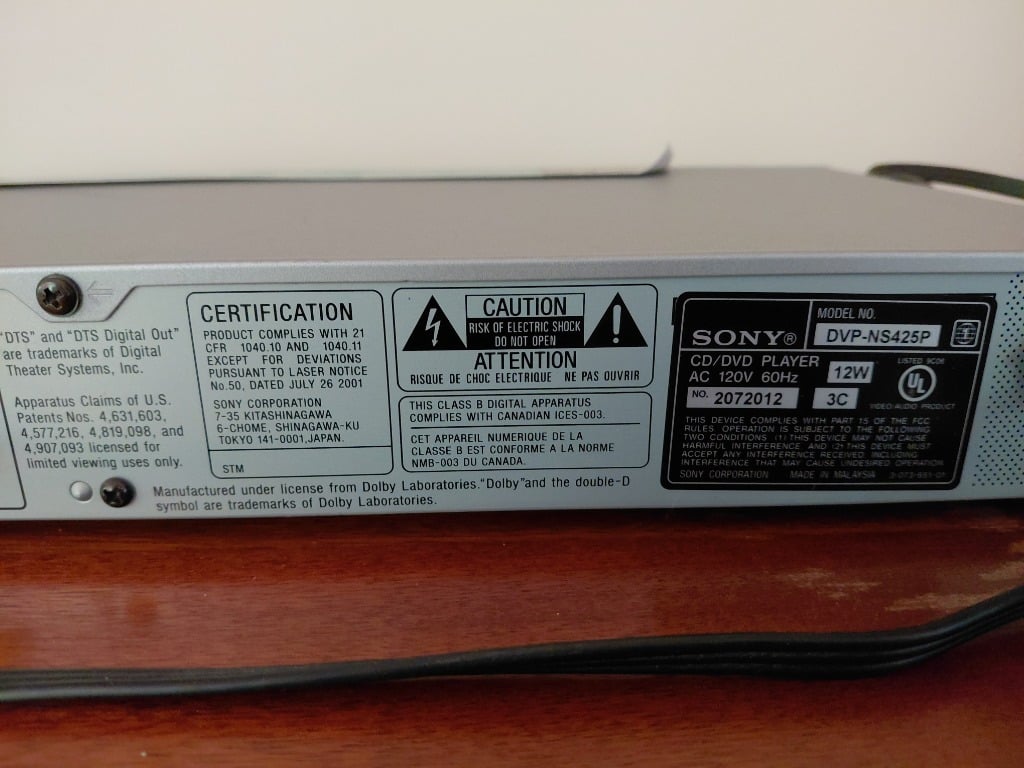 "DTS" and "DTS Digital Out"
are trademarks of Digital
Theater Systems, Inc.
Apparatus Claims of U.S.
Patents Nos. 4,631,603,
4,577,216, 4,819,098, and
4,907,093 licensed for
limited viewing uses only.
CERTIFICATION
PRODUCT COMPLIES WITH 21
CFR 1040.10 AND 1040.11
EXCEPT FOR DEVIATIONS
PURSUANT TO LASER NOTICE
No.50, DATED JULY 26 2001
SONY CORPORATION
7-35 KITASHINAGAWA
6-CHOME, SHINAGAWA-KU
TOKYO 141-0001,JAPAN.
STM
Manufactured under license from Dolby Laboratories."Dolby"and the double-D
symbol are trademarks of Dolby Laboratories.
CAUTION
RISK OF ELECTRIC SHOCK
DO NOT OPEN
ATTENTION
RISQUE DE CHOC ELECTRIQUE NE PAS OUVRIR
THIS CLASS B DIGITAL APPARATUS
COMPLIES WITH CANADIAN ICES-003.
CET APPAREIL NUMERIQUE DE LA
CLASSE B EST CONFORME A LA NORME
NMB-003 DU CANADA.
SONY®
MODEL NO.
DVP-NS425P
CD/DVD PLAYER
AC 120V 60Hz
12W
NO. 2072012
3C
LISTED 9C06
UL
VIDEO/AUDIO PRODUCT
THIS DEVICE COMPLIES WITH PART 15 OF THE FCC
RULES. OPERATION IS SUBJECT TO THE FOLLOWING
TWO CONDITIONS (1) THIS DEVICE MAY NOT CAUSE
HARMFUL INTERFERENCE AND (2) THIS DEVICE MUST
ACCEPT ANY INTERFERENCE RECEIVED, INCLUDING
INTERFERENCE THAT MAY CAUSE UNDESIRED OPERATION.
SONY CORPORATION MADE IN MALAYSIA